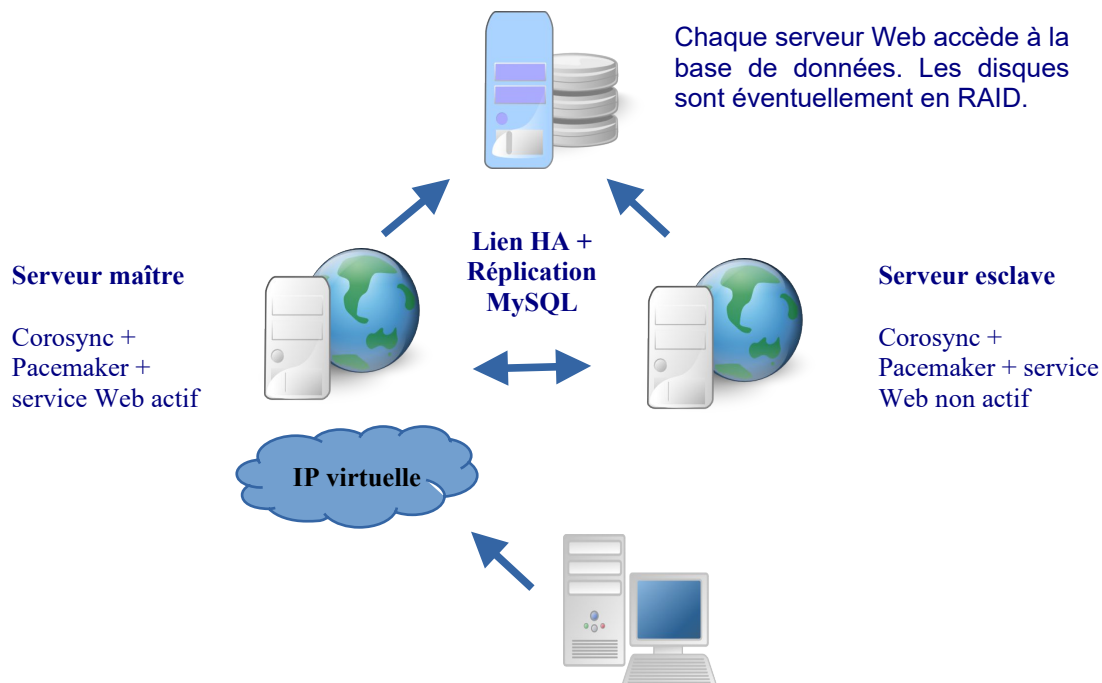 Chaque serveur Web accède à la
base de données. Les disques
sont éventuellement en RAID.
Lien HA +
Réplication
MySQL
Serveur maître
Corosync +
Pacemaker +
service Web actif
Serveur esclave
Corosync +
Pacemaker + service
Web non actif
IP virtuelle